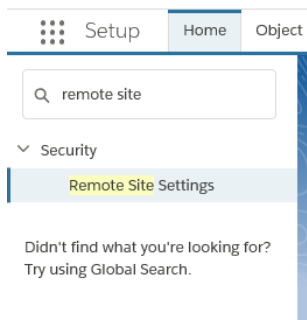 Setup Home Object
remote site
Security
Remote Site Settings
Didn't find what you're looking for?
Try using Global Search.